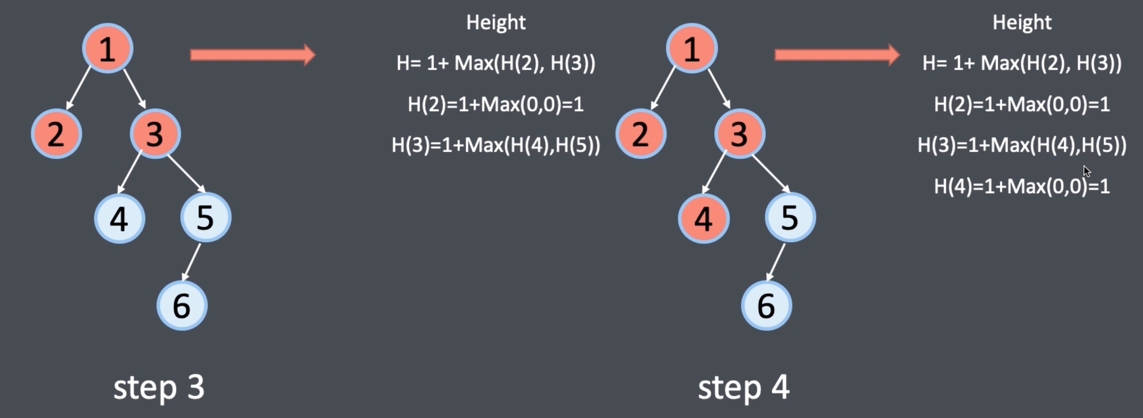 Height
H= 1+ Max(H(2), H(3))
H(2)=1+Max(0,0)=1
H(3)=1+Max(H(4),H(5))
1
2
3
4
5
6
step 3
Height
H= 1+ Max(H(2), H(3))
H(2)=1+Max(0,0)=1
H(3)=1+Max(H(4),H(5))
H(4)=1+Max(0,0)=1
1
2
3
4
5
6
step 4